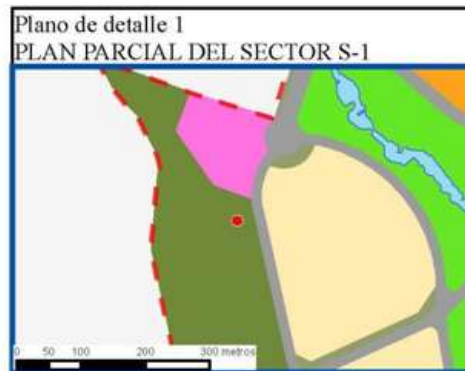 Plano de detalle 1
PLAN PARCIAL DEL SECTOR S-1
0 50 100 200 300 metros